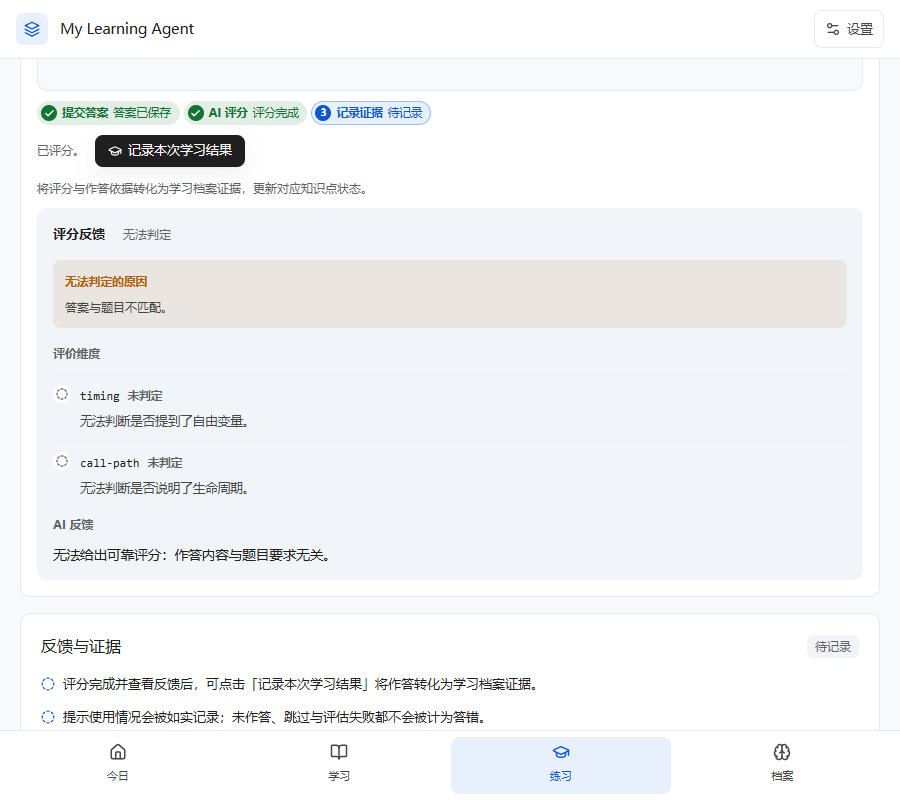 My Learning Agent
设置
提交答案 答案已保存
AI 评分 评分完成
3 记录证据 待记录
已评分。
记录本次学习结果
将评分与作答依据转化为学习档案证据，更新对应知识点状态。
评分反馈 无法判定
无法判定的原因
答案与题目不匹配。
评价维度
timing 未判定
无法判断是否提到了自由变量。
call-path 未判定
无法判断是否说明了生命周期。
AI 反馈
无法给出可靠评分：作答内容与题目要求无关。
反馈与证据
待记录
评分完成并查看反馈后，可点击「记录本次学习结果」将作答转化为学习档案证据。
提示使用情况会被如实记录；未作答、跳过与评估失败都不会被计为答错。
今日
学习
练习
档案